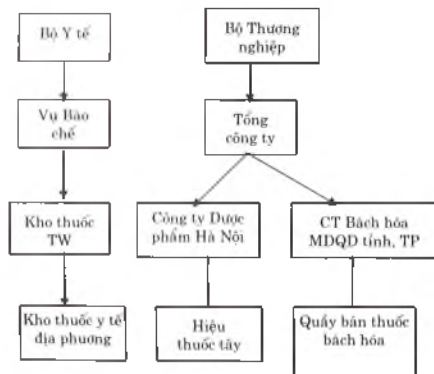 Bộ Y tế
Bộ Thương
nghiệp
Vụ Bào
chế
Tổng
công ty
Kho thuốc
TW
Công ty Dược
phẩm Hà Nội
CT Bách hóa
MDQD tỉnh, TP
Kho thuốc y tế
địa phương
Hiệu
thuốc tây
Quầy bán thuốc
bách hóa